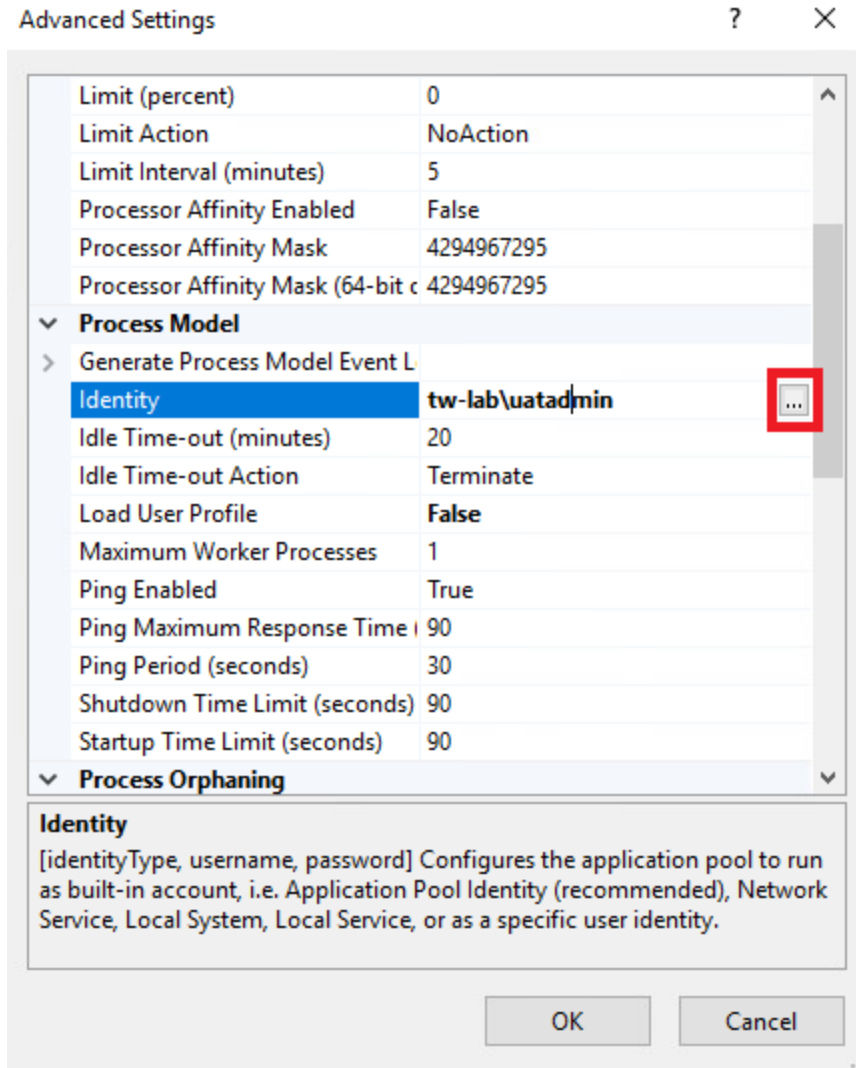 Advanced Settings
?
Limit (percent) 0
Limit Action NoAction
Limit Interval (minutes) 5
Processor Affinity Enabled False
Processor Affinity Mask 4294967295
Processor Affinity Mask (64-bit c 4294967295
Process Model
Generate Process Model Event L
Identity tw-lab\uatadmin ...
Idle Time-out (minutes) 20
Idle Time-out Action Terminate
Load User Profile False
Maximum Worker Processes 1
Ping Enabled True
Ping Maximum Response Time ( 90
Ping Period (seconds) 30
Shutdown Time Limit (seconds) 90
Startup Time Limit (seconds) 90
Process Orphaning
Identity
[identityType, username, password] Configures the application pool to run
as built-in account, i.e. Application Pool Identity (recommended), Network
Service, Local System, Local Service, or as a specific user identity.
OK Cancel